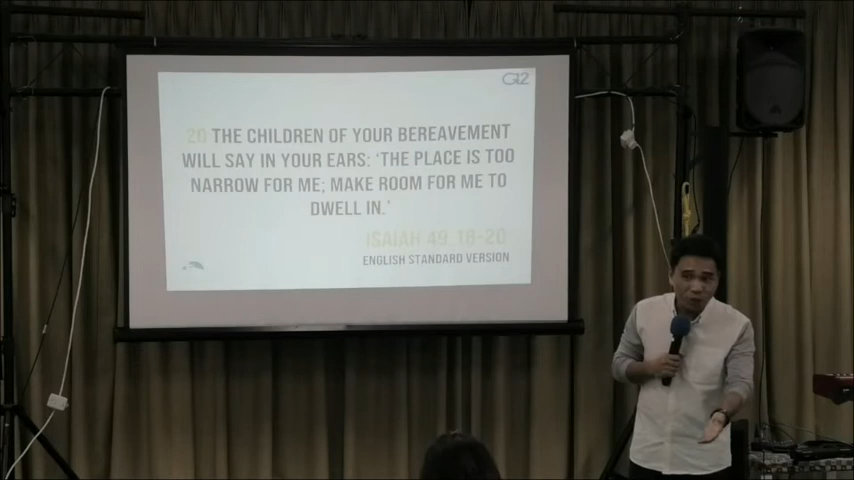 G12
20 THE CHILDREN OF YOUR BEREAVEMENT
WILL SAY IN YOUR EARS: ‘THE PLACE IS TOO
NARROW FOR ME; MAKE ROOM FOR ME TO
DWELL IN.’
ISAIAH 49:18-20
ENGLISH STANDARD VERSION